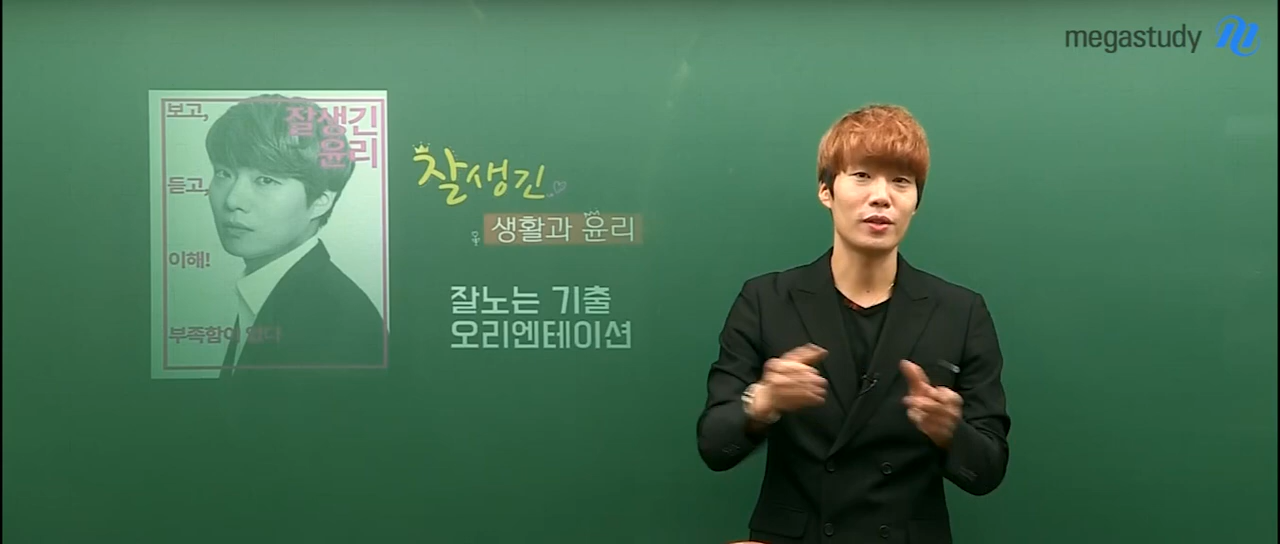 megastudy
보고,
잘생긴
윤리
듣고,
이해!
부족함이 없다
잘생긴
생활과 윤리
잘노는 기출
오리엔테이션